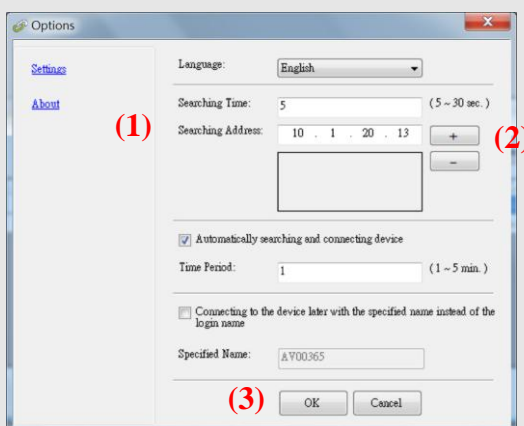 Options
Settings
About
Language: English
(1)
Searching Time: 5 (5~30 sec.)
Searching Address: 10 . 1 . 20 . 13 +
(2)
-
Automatically searching and connecting device
Time Period: 1 (1~5 min.)
Connecting to the device later with the specified name instead of the
login name
Specified Name: AV00365
(3) OK Cancel